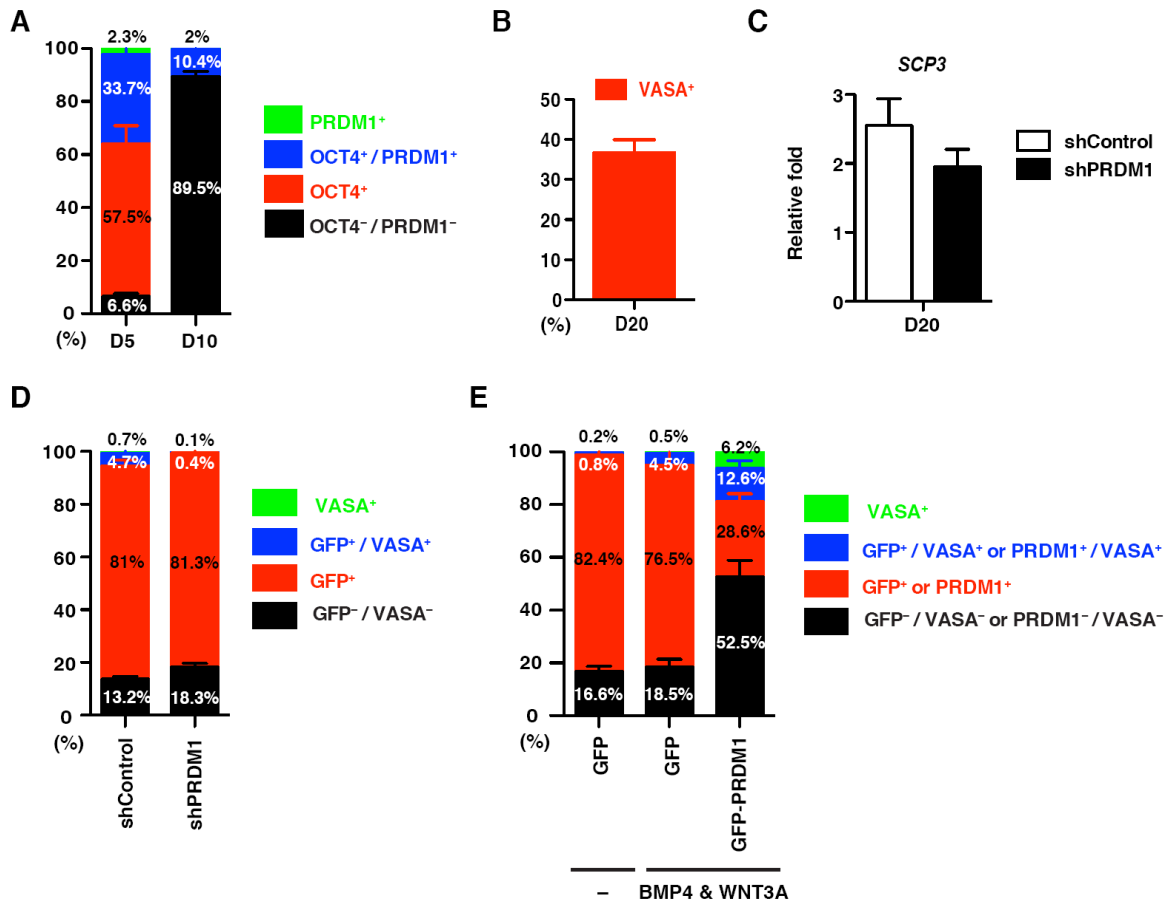 A
2.3%
2%
100
80
60
40
20
0
10.4%
33.7%
57.5%
89.5%
6.6%
(%)
D5
D10
PRDM1⁺
OCT4⁺ / PRDM1⁺
OCT4⁺
OCT4⁻ / PRDM1⁻
B
VASA⁺
50
40
30
20
10
0
(%)
D20
C
SCP3
Relative fold
3
2
1
0
D20
shControl
shPRDM1
D
0.7%
0.1%
100
80
60
40
20
0
4.7%
0.4%
81%
81.3%
13.2%
18.3%
(%)
shControl
shPRDM1
VASA⁺
GFP⁺ / VASA⁺
GFP⁺
GFP⁻ / VASA⁻
E
0.2%
0.5%
6.2%
100
80
60
40
20
0
0.8%
4.5%
12.6%
82.4%
76.5%
28.6%
16.6%
18.5%
52.5%
(%)
GFP
GFP
GFP-PRDM1
–
BMP4 & WNT3A
VASA⁺
GFP⁺ / VASA⁺ or PRDM1⁺ / VASA⁺
GFP⁺ or PRDM1⁺
GFP⁻ / VASA⁻ or PRDM1⁻ / VASA⁻